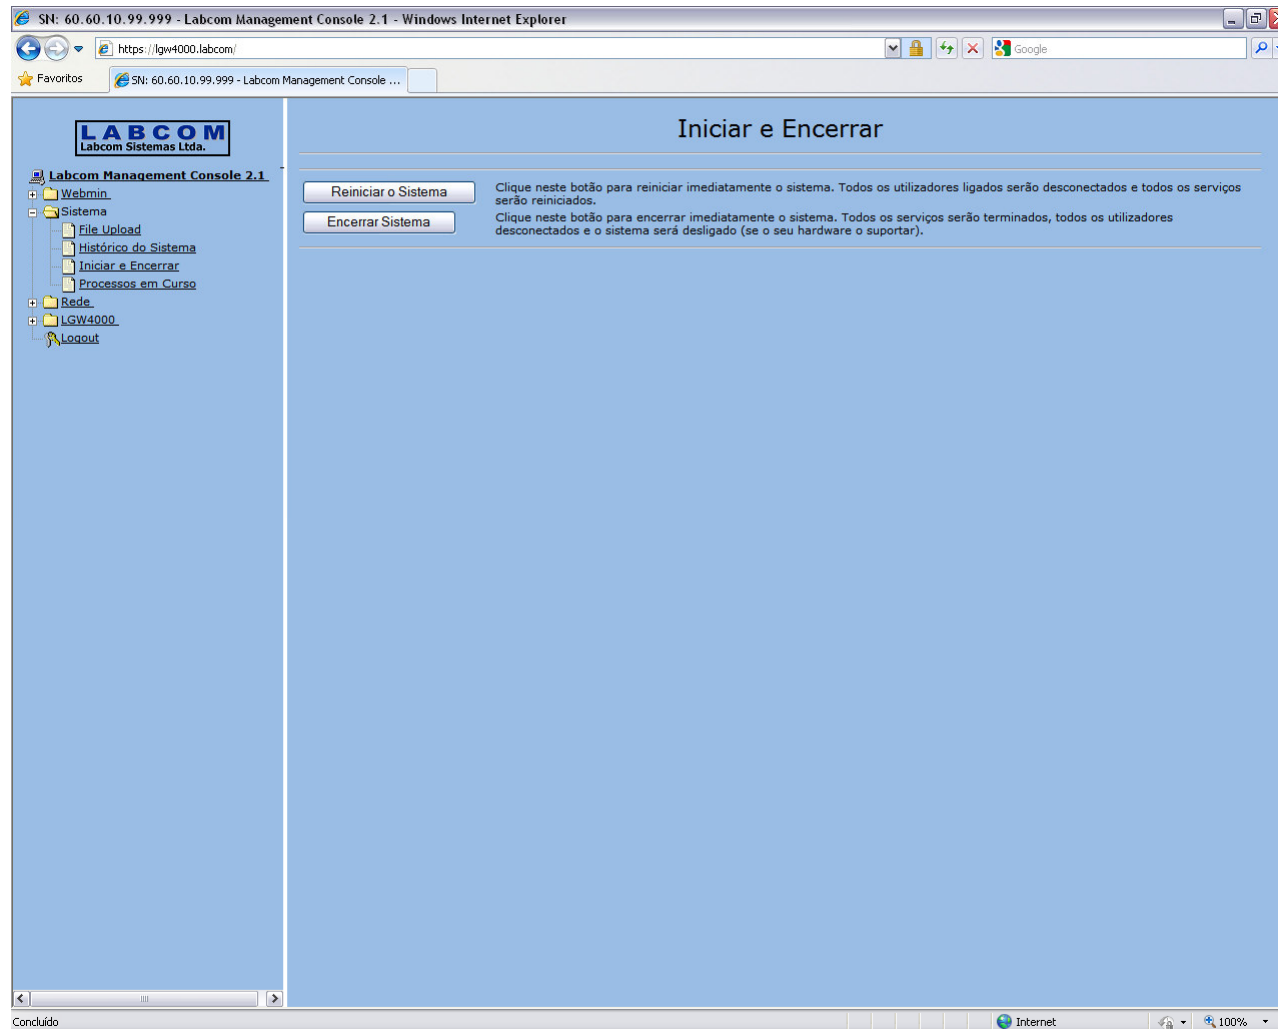 SN: 60.60.10.99.999 - Labcom Management Console 2.1 - Windows Internet Explorer
https://lgw4000.labcom/
Google
Favoritos
SN: 60.60.10.99.999 - Labcom Management Console ...
LABCOM
Labcom Sistemas Ltda.
Labcom Management Console 2.1
Webmin
Sistema
File Upload
Histórico do Sistema
Iniciar e Encerrar
Processos em Curso
Rede
LGW4000
Logout
Iniciar e Encerrar
Reiniciar o Sistema
Clique neste botão para reiniciar imediatamente o sistema. Todos os utilizadores ligados serão desconectados e todos os serviços
serão reiniciados.
Encerrar Sistema
Clique neste botão para encerrar imediatamente o sistema. Todos os serviços serão terminados, todos os utilizadores
desconectados e o sistema será desligado (se o seu hardware o suportar).
Concluído
Internet
100%